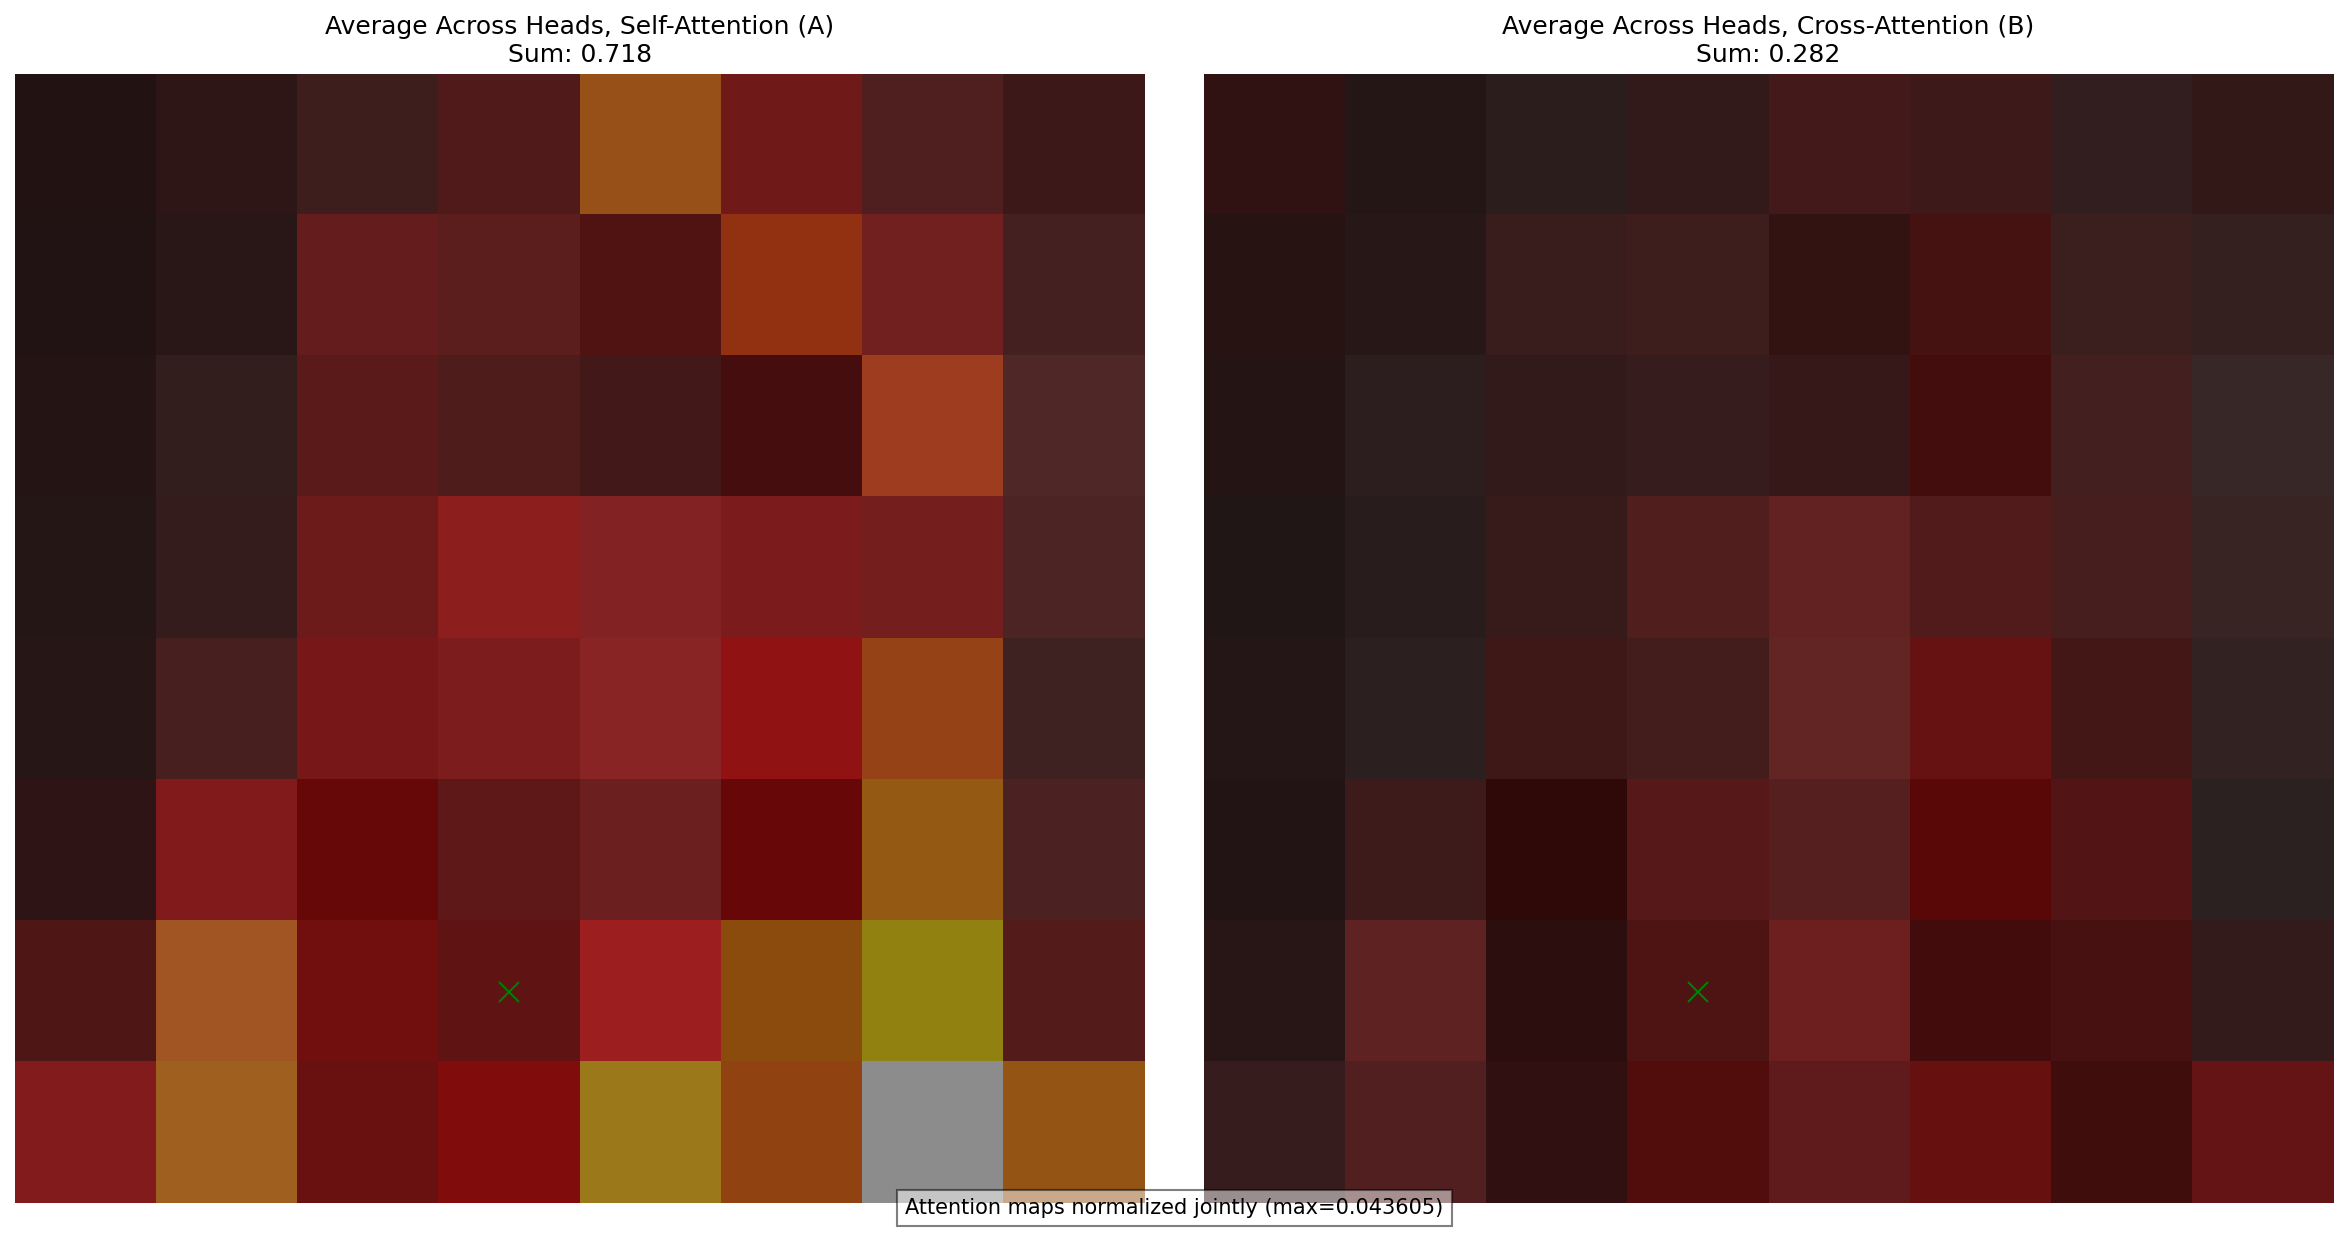 Average Across Heads, Self-Attention (A)
Sum: 0.718
Average Across Heads, Cross-Attention (B)
Sum: 0.282
Attention maps normalized jointly (max=0.043605)